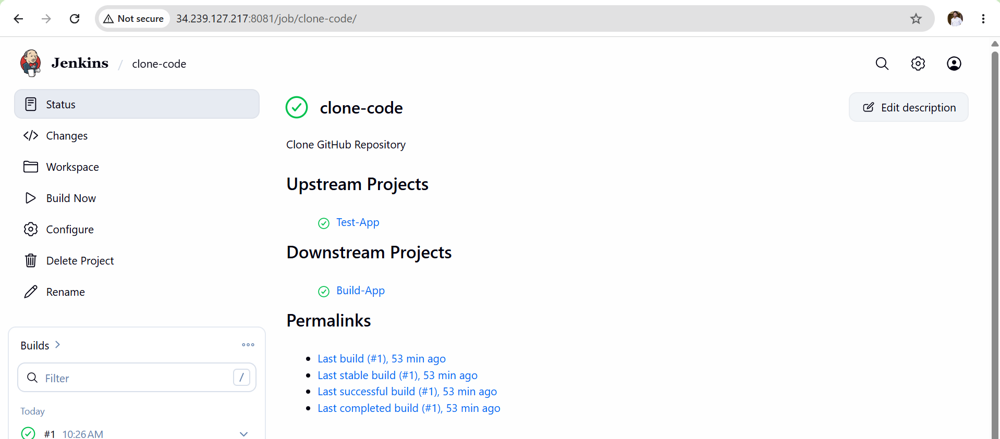 Not secure 34.239.127.217:8081/job/clone-code/
Jenkins / clone-code
Status
Changes
Workspace
Build Now
Configure
Delete Project
Rename
Builds
Filter /
Today
#1 10:26 AM
clone-code
Edit description
Clone GitHub Repository
Upstream Projects
Test-App
Downstream Projects
Build-App
Permalinks
Last build (#1), 53 min ago
Last stable build (#1), 53 min ago
Last successful build (#1), 53 min ago
Last completed build (#1), 53 min ago